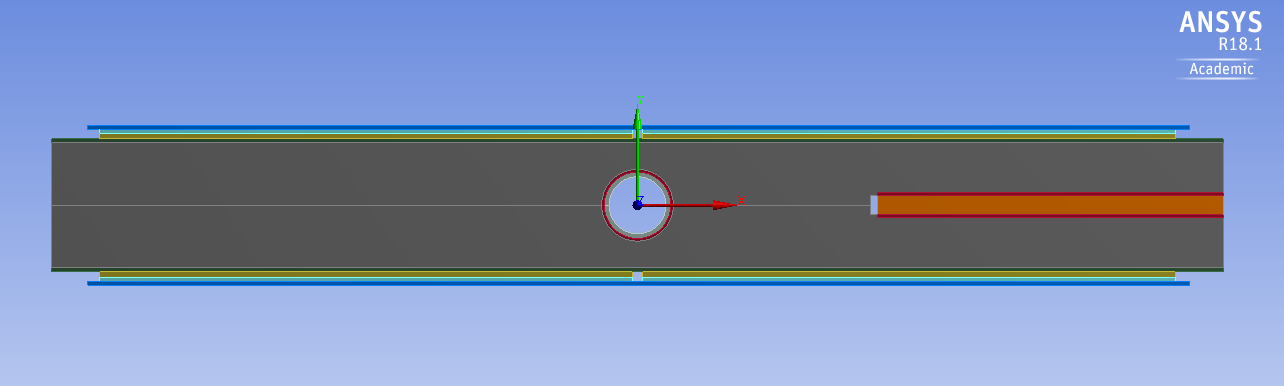 ANSYS
R18.1
Academic
Y
X
Z